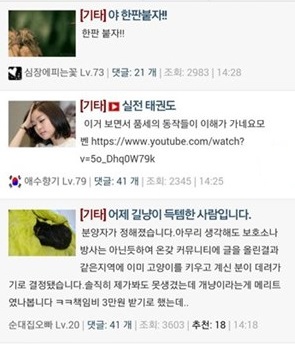 [기타] 야 한판붙자!!
한판 붙자!!
심장에피는꽃 Lv.73 | 댓글: 21 개 | 조회: 2983 | 14:28
[기타] 실전 태권도
이거 보면서 품세의 동작들이 이해가 가네요모
벤 https://www.youtube.com/watch?
v=5o_Dhq0W79k
애수향기 Lv.79 | 댓글: 41 개 | 조회: 2345 | 14:25
[기타] 어제 길냥이 득템한 사람입니다.
분양자가 정해졌습니다.아무리 생각해도 보호소나
방사는 아닌듯하여 온갖 커뮤니티에 글을 올린결과
같은지역에 이미 고양이를 키우고 계신 분이 데려가
기로 결정됐습니다.솔직히 제가봐도 못생겼는데 개냥이라는게 메리트
였나봅니다 ㅋㅋ책임비 3만원 받기로 했는데..
순대집오빠 Lv.20 | 댓글: 41 개 | 조회: 3603 | 추천: 18 | 14:18